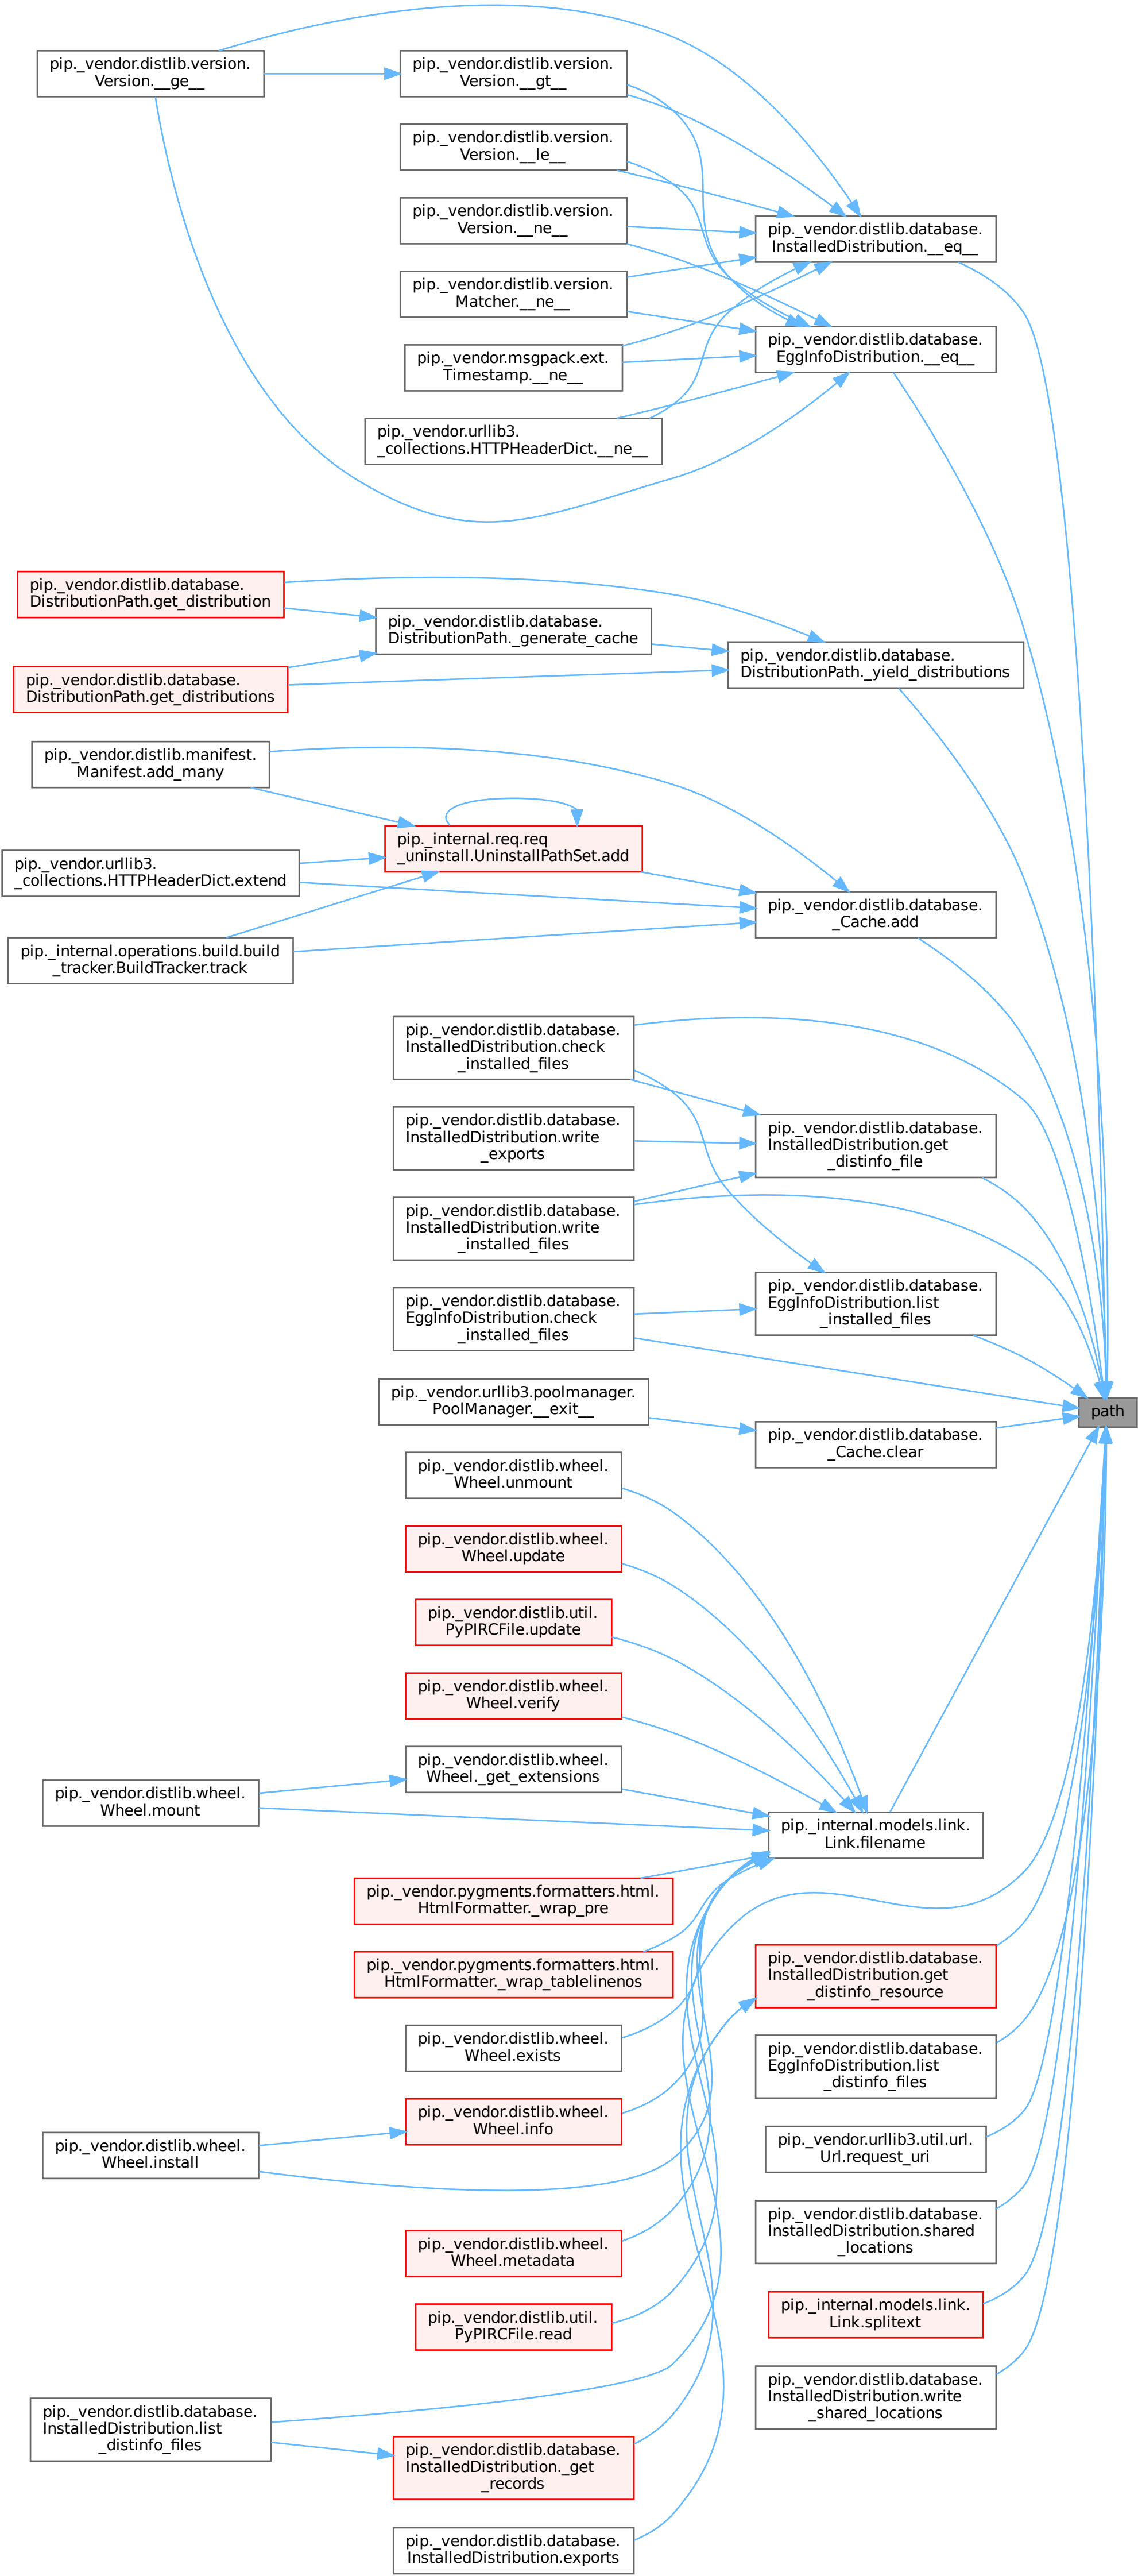 pip._vendor.distlib.version.
Version.__ge__
pip._vendor.distlib.version.
Version.__gt__
pip._vendor.distlib.version.
Version.__le__
pip._vendor.distlib.version.
Version.__ne__
pip._vendor.distlib.version.
Matcher.__ne__
pip._vendor.msgpack.ext.
Timestamp.__ne__
pip._vendor.urllib3.
_collections.HTTPHeaderDict.__ne__
pip._vendor.distlib.database.
InstalledDistribution.__eq__
pip._vendor.distlib.database.
EggInfoDistribution.__eq__
pip._vendor.distlib.database.
DistributionPath.get_distribution
pip._vendor.distlib.database.
DistributionPath._generate_cache
pip._vendor.distlib.database.
DistributionPath._yield_distributions
pip._vendor.distlib.database.
DistributionPath.get_distributions
pip._vendor.distlib.manifest.
Manifest.add_many
pip._internal.req.req
_uninstall.UninstallPathSet.add
pip._vendor.urllib3.
_collections.HTTPHeaderDict.extend
pip._vendor.distlib.database.
_Cache.add
pip._internal.operations.build.build
_tracker.BuildTracker.track
pip._vendor.distlib.database.
InstalledDistribution.check
_installed_files
pip._vendor.distlib.database.
InstalledDistribution.write
_exports
pip._vendor.distlib.database.
InstalledDistribution.get
_distinfo_file
pip._vendor.distlib.database.
InstalledDistribution.write
_installed_files
pip._vendor.distlib.database.
EggInfoDistribution.list
_installed_files
pip._vendor.distlib.database.
EggInfoDistribution.check
_installed_files
pip._vendor.urllib3.poolmanager.
PoolManager.__exit__
path
pip._vendor.distlib.database.
_Cache.clear
pip._vendor.distlib.wheel.
Wheel.unmount
pip._vendor.distlib.wheel.
Wheel.update
pip._vendor.distlib.util.
PyPIRCFile.update
pip._vendor.distlib.wheel.
Wheel.verify
pip._vendor.distlib.wheel.
Wheel._get_extensions
pip._vendor.distlib.wheel.
Wheel.mount
pip._internal.models.link.
Link.filename
pip._vendor.pygments.formatters.html.
HtmlFormatter._wrap_pre
pip._vendor.pygments.formatters.html.
HtmlFormatter._wrap_tablelinenos
pip._vendor.distlib.database.
InstalledDistribution.get
_distinfo_resource
pip._vendor.distlib.wheel.
Wheel.exists
pip._vendor.distlib.database.
EggInfoDistribution.list
_distinfo_files
pip._vendor.distlib.wheel.
Wheel.info
pip._vendor.distlib.wheel.
Wheel.install
pip._vendor.urllib3.util.url.
Url.request_uri
pip._vendor.distlib.database.
InstalledDistribution.shared
_locations
pip._vendor.distlib.wheel.
Wheel.metadata
pip._internal.models.link.
Link.splitext
pip._vendor.distlib.util.
PyPIRCFile.read
pip._vendor.distlib.database.
InstalledDistribution.write
_shared_locations
pip._vendor.distlib.database.
InstalledDistribution.list
_distinfo_files
pip._vendor.distlib.database.
InstalledDistribution._get
_records
pip._vendor.distlib.database.
InstalledDistribution.exports